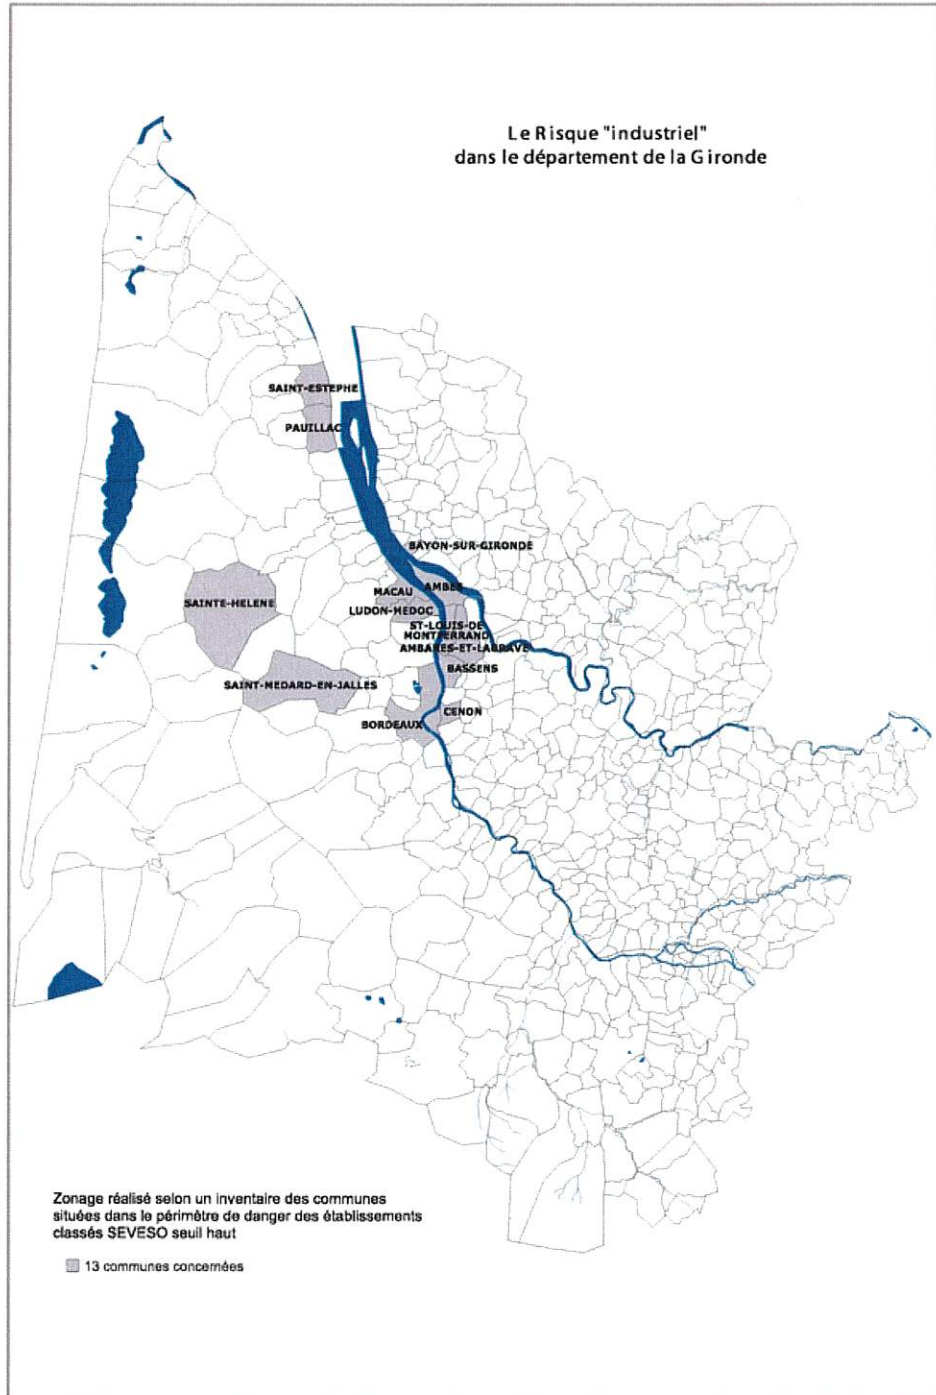 Le Risque "industriel"
dans le département de la Gironde
SAINT-ESTEPHE
PAUILLAC
BAYON-SUR-GIRONDE
AMBES
MACAU
SAINTE-HELENE
LUDON-MEDOC
ST-LOUIS-DE
MONTFERRAND
AMBARES-ET-LAGRAVE
BASSENS
SAINT-MEDARD-EN-JALLES
CENON
BORDEAUX
Zonage réalisé selon un inventaire des communes
situées dans le périmètre de danger des établissements
classés SEVESO seuil haut
13 communes concernées